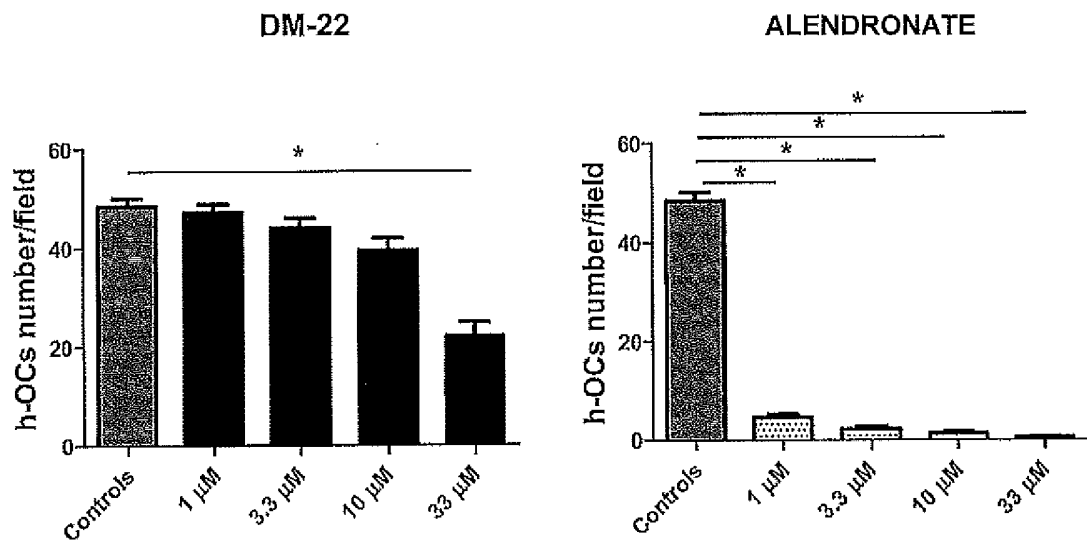 DM-22
*
60
40
20
0
h-OCs number/field
Controls
1 µM
3.3 µM
10 µM
33 µM
ALENDRONATE
*
*
*
*
60
40
20
0
h-OCs number/field
Controls
1 µM
3.3 µM
10 µM
33 µM